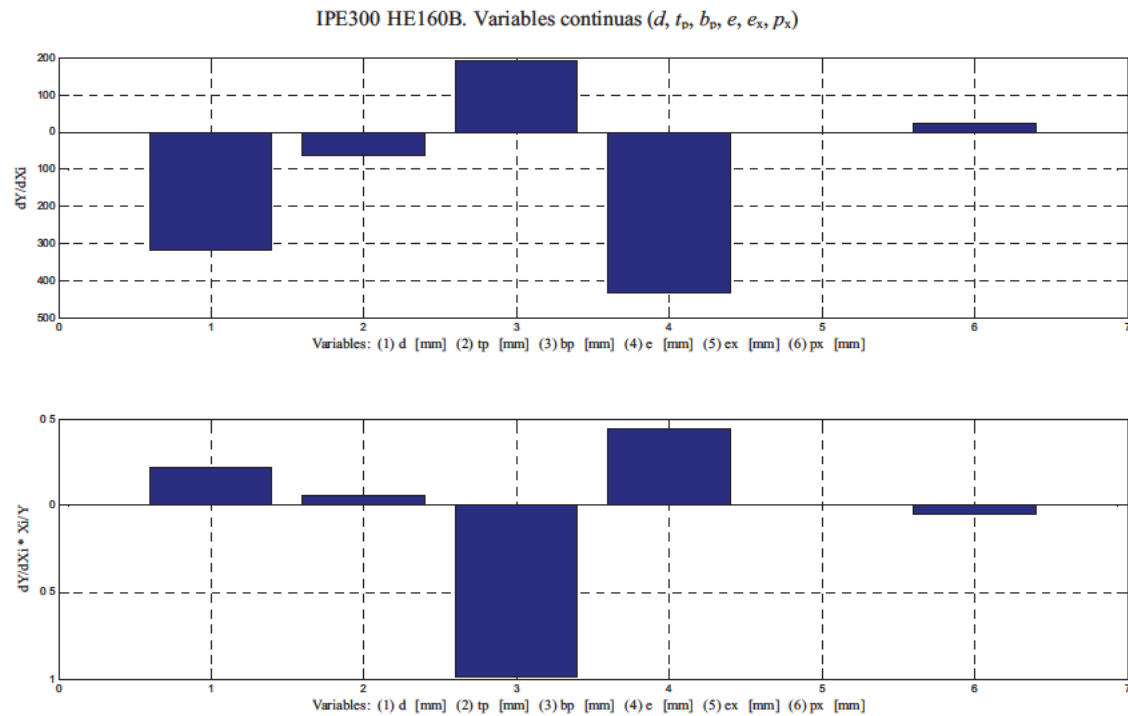 IPE300 HE160B. Variables continuas (d, tp, bp, e, ex, px)
200
100
0
100
200
300
400
500
dY/dXi
0 1 2 3 4 5 6 7
Variables: (1) d [mm] (2) tp [mm] (3) bp [mm] (4) e [mm] (5) ex [mm] (6) px [mm]
0 5
0
0 5
1
dY/dXi * Xi/Y
0 1 2 3 4 5 6 7
Variables: (1) d [mm] (2) tp [mm] (3) bp [mm] (4) e [mm] (5) ex [mm] (6) px [mm]